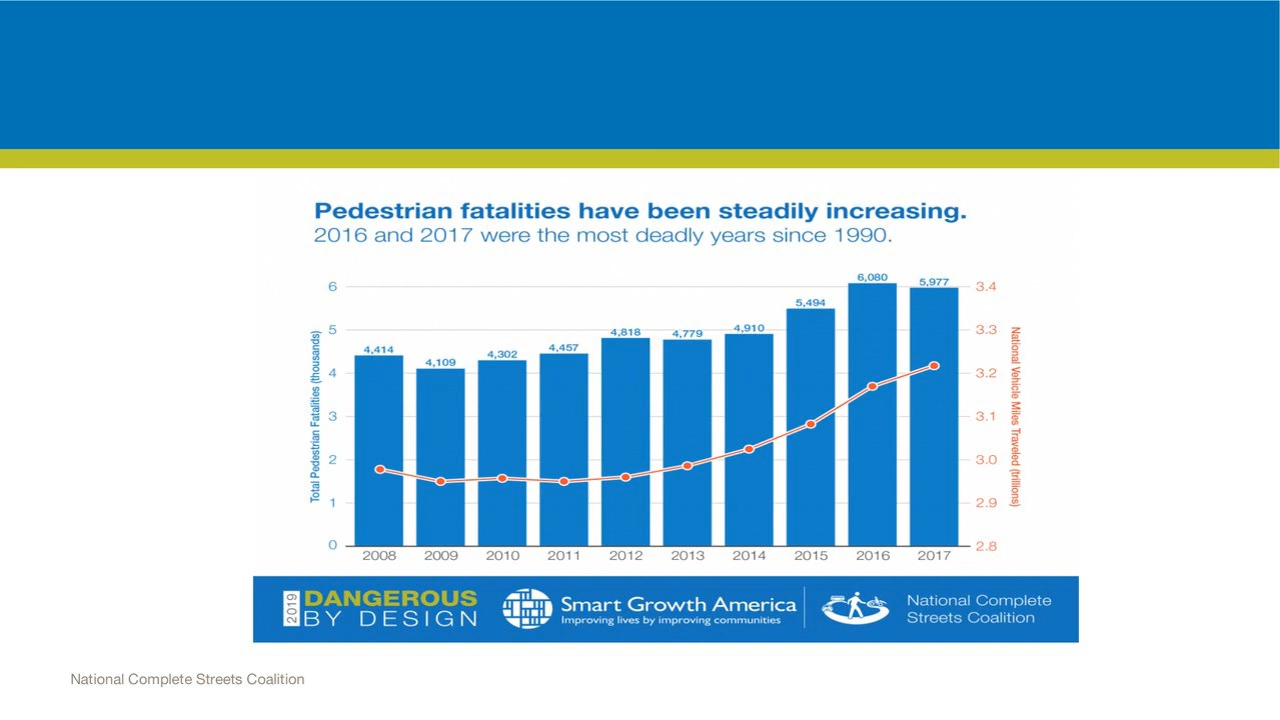 Pedestrian fatalities have been steadily increasing.
2016 and 2017 were the most deadly years since 1990.
Total Pedestrian Fatalities (thousands)
6
5
4
3
2
1
0
4,414
4,109
4,302
4,457
4,818
4,779
4,910
5,494
6,080
5,977
3.4
3.3
3.2
3.1
3.0
2.9
2.8
National Vehicle Miles Traveled (trillions)
2008 2009 2010 2011 2012 2013 2014 2015 2016 2017
2019
DANGEROUS
BY DESIGN
Smart Growth America
Improving lives by improving communities
National Complete
Streets Coalition
National Complete Streets Coalition